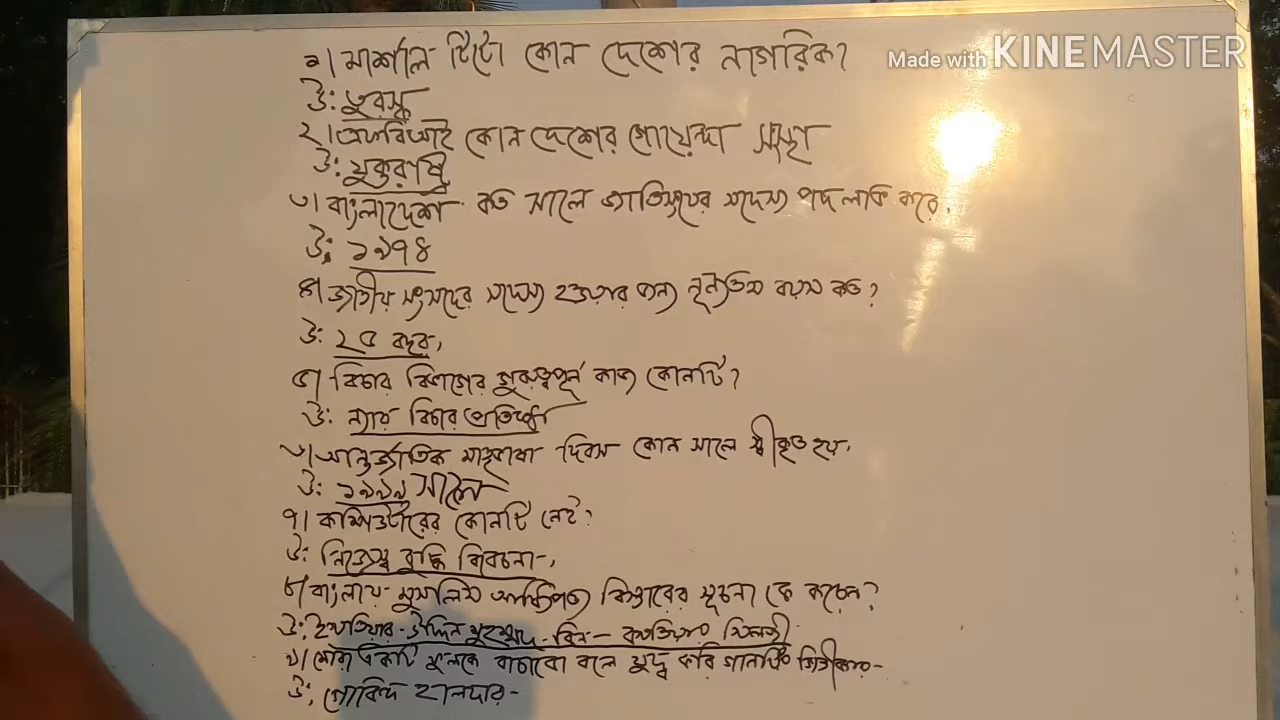 Made with KINEMASTER
১। মার্শাল টিটো কোন দেশের নাগরিক?
উ: তুরস্ক
২। এফবিআই কোন দেশের গোয়েন্দা সংস্থা
উ: যুক্তরাষ্ট্র
৩। বাংলাদেশ কত সালে জাতিসংঘের সদস্য পদ লাভ করে,
উ: ১৯৭৪
৪। জাতীয় সংসদের সদস্য হওয়ার জন্য ন্যূনতম বয়স কত?
উ: ২৫ বছর,
৫। বিচার বিভাগের গুরুত্বপূর্ন কাজ কোনটি?
উ: ন্যায় বিচার প্রতিষ্ঠা
৬। আন্তর্জাতিক মাতৃভাষা দিবস কোন সালে স্বীকৃত হয়,
উ: ১৯৯৯ সালে
৭। কম্পিউটারের কোনটি নেই?
উ: নিজেস্ব বুদ্ধি বিবেচনা,
৮। বাংলায় মুসলিম আধিপত্য বিস্তারের সূচনা কে করেন?
উ: ইখতিয়ার উদ্দিন মুহম্মদ বিন বখতিয়ার খিলজী
৯। মোরা একটি ফুলকে বাচাবো বলে যুদ্ধ করি গানটির গিতীকার-
উ: গোবিন্দ হালদার-